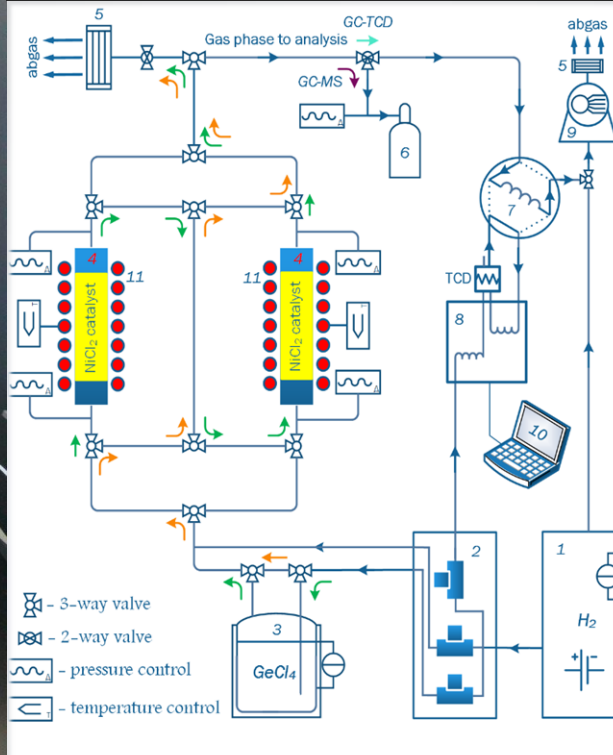 5
abgas
Gas phase to analysis
GC-TCD
GC-MS
abgas
5
9
A
6
7
4
11
NiCl₂ catalyst
T
A
A
4
11
NiCl₂ catalyst
T
A
A
TCD
8
10
2
1
H₂
+ -
3
GeCl₄
- 3-way valve
- 2-way valve
A
- pressure control
T
- temperature control